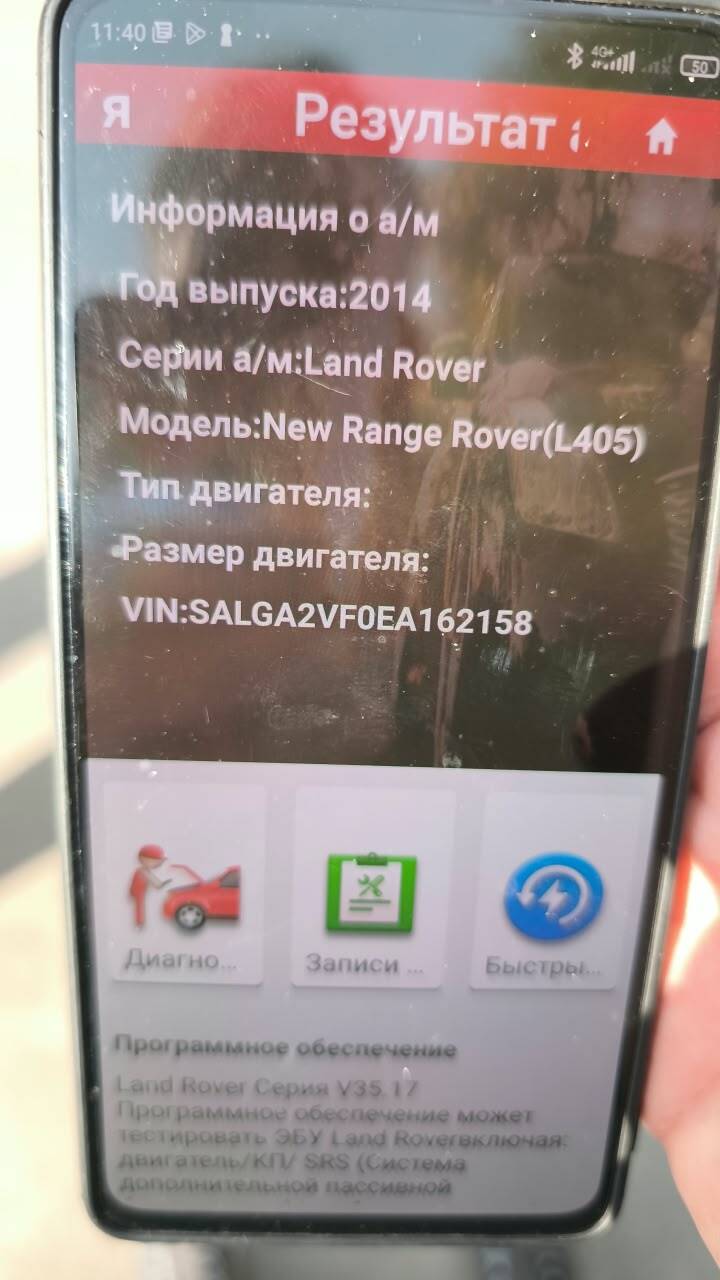 11:40
4G+
50
Я
Результат
Информация о а/м
Год выпуска:2014
Серии а/м:Land Rover
Модель:New Range Rover(L405)
Тип двигателя:
Размер двигателя:
VIN:SALGA2VF0EA162158
Диагно...
Записи ...
Быстры...
Программное обеспечение
Land Rover Серия V35.17
Программное обеспечение может
тестировать ЭБУ Land Roverвключая:
двигатель/КП/ SRS (Система
дополнительной пассивной